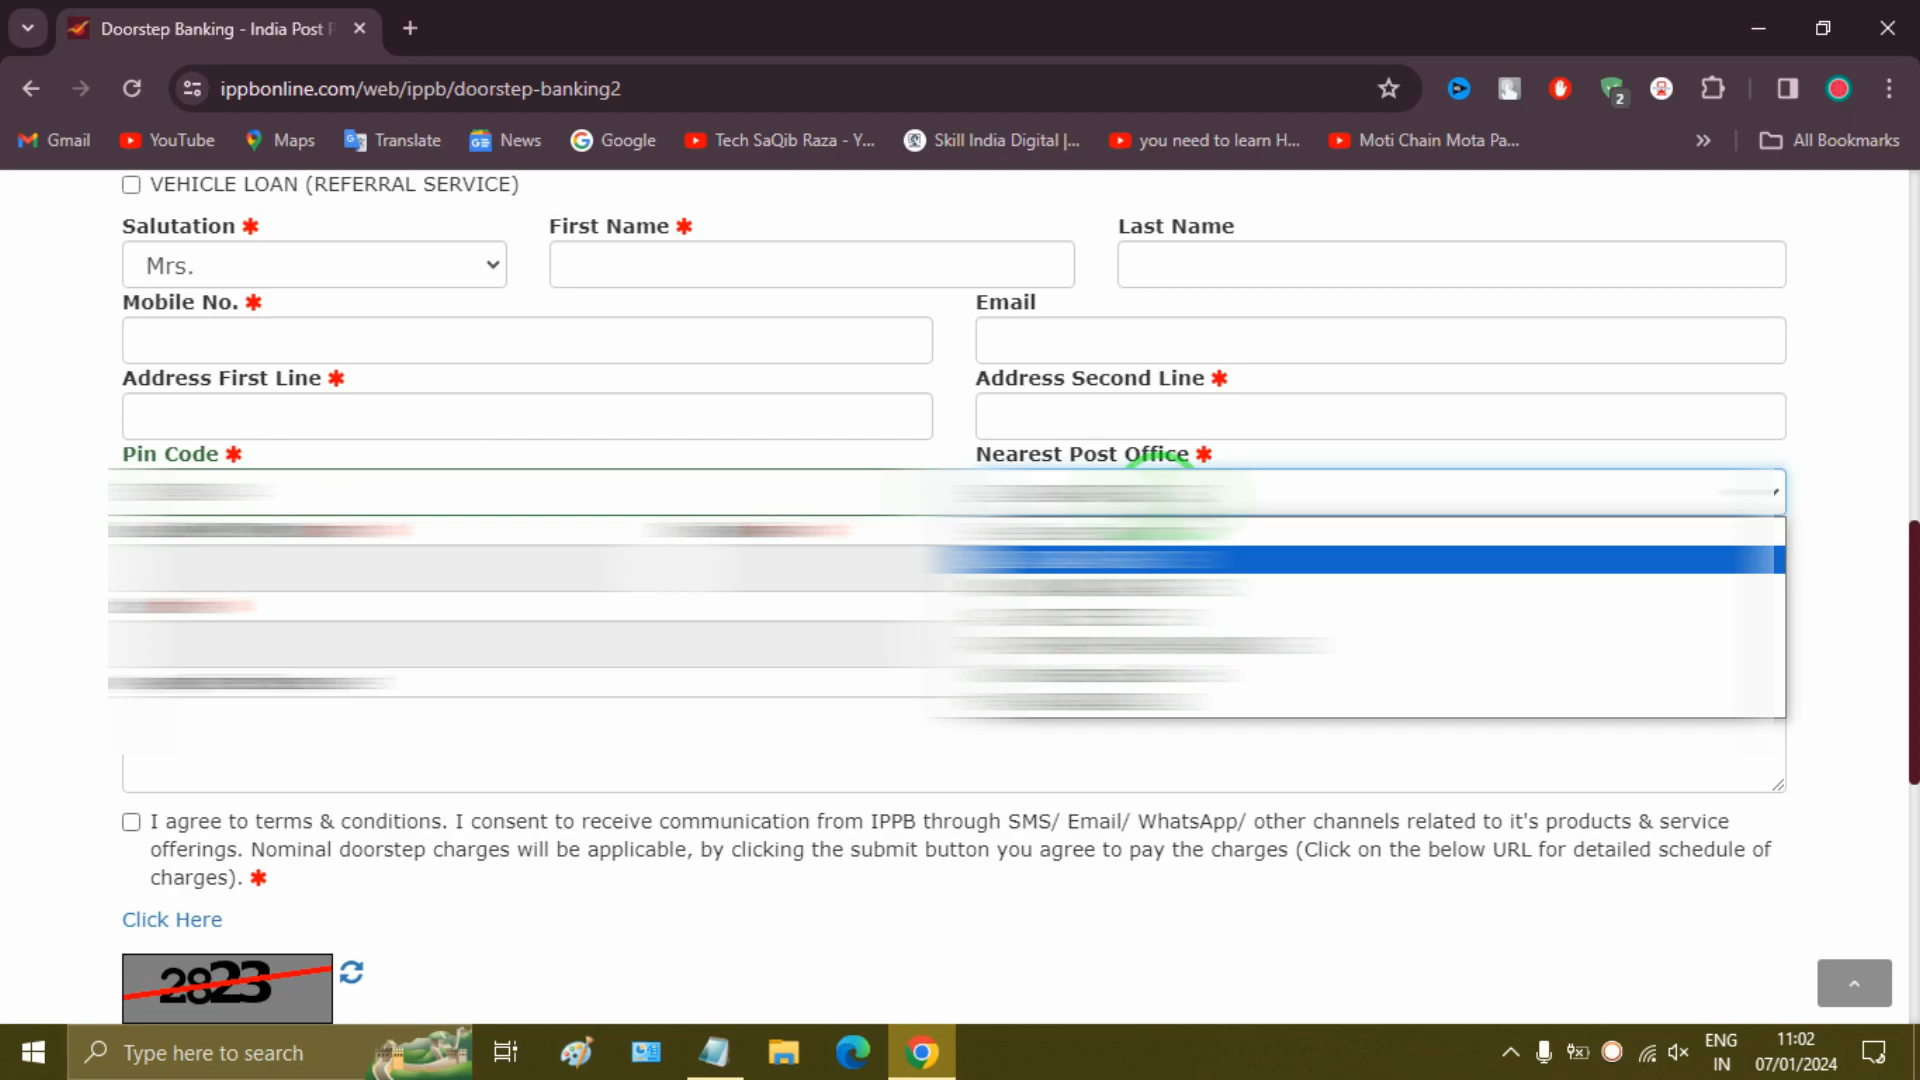 Doorstep Banking - India Post
ippbonline.com/web/ippb/doorstep-banking2
2
Gmail
YouTube
Maps
Translate
News
Google
Tech SaQib Raza - Y...
Skill India Digital |...
you need to learn H...
Moti Chain Mota Pa...
All Bookmarks
VEHICLE LOAN (REFERRAL SERVICE)
Salutation ✱
First Name ✱
Last Name
Mrs.
Mobile No. ✱
Email
Address First Line ✱
Address Second Line ✱
Pin Code ✱
Nearest Post Office ✱
I agree to terms & conditions. I consent to receive communication from IPPB through SMS/ Email/ WhatsApp/ other channels related to it's products & service
offerings. Nominal doorstep charges will be applicable, by clicking the submit button you agree to pay the charges (Click on the below URL for detailed schedule of
charges). ✱
Click Here
2823
Type here to search
ENG
IN
11:02
07/01/2024